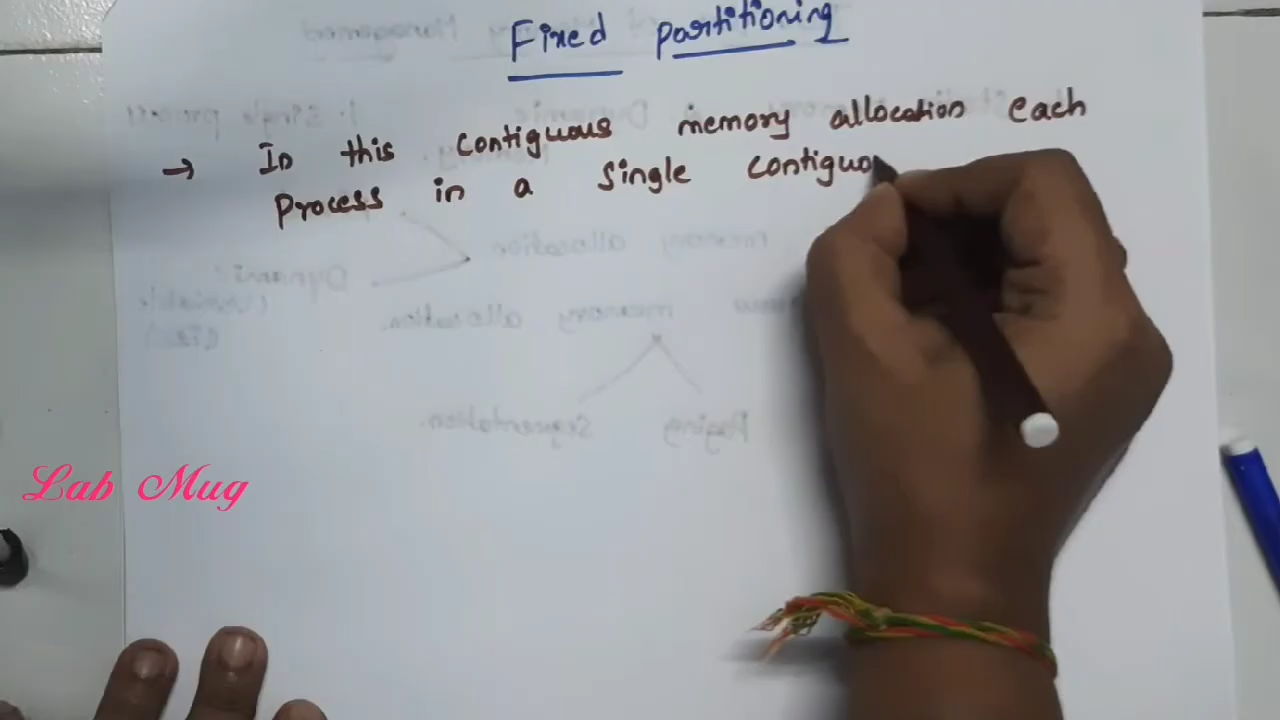 Fixed partitioning
→ In this contiguous memory allocation each
process in a single contiguo
Lab Mug